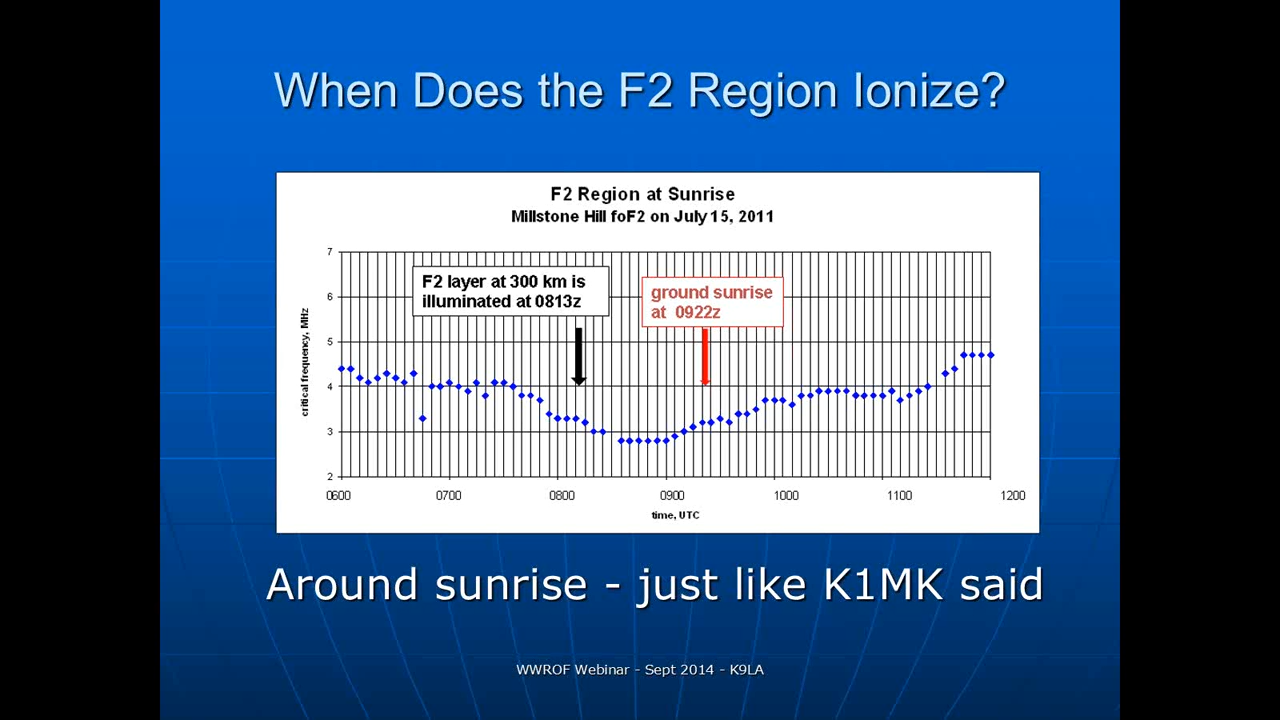 When Does the F2 Region Ionize?
F2 Region at Sunrise
Millstone Hill foF2 on July 15, 2011
7
6
5
4
3
2
critical frequency, MHz
F2 layer at 300 km is
illuminated at 0813z
ground sunrise
at 0922z
0600 0700 0800 0900 1000 1100 1200
time, UTC
Around sunrise - just like K1MK said
WWROF Webinar - Sept 2014 - K9LA